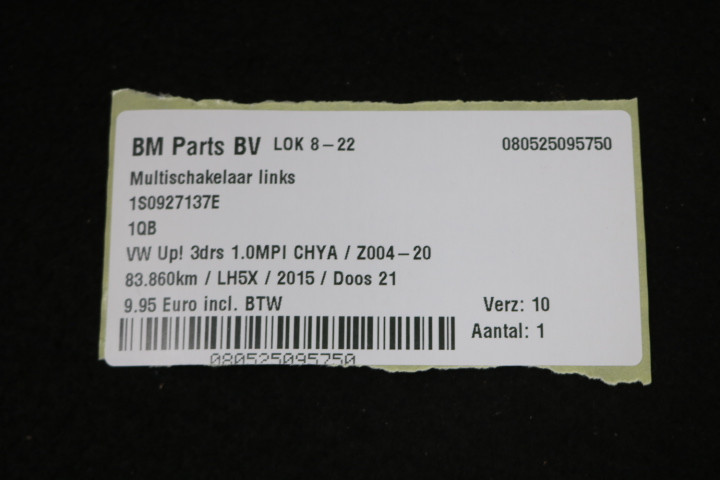 BM Parts BV LOK 8-22 080525095750
Multischakelaar links
1S0927137E
1QB
VW Up! 3drs 1.0MPI CHYA / Z004-20
83.860km / LH5X / 2015 / Doos 21
9.95 Euro incl. BTW Verz: 10
Aantal: 1
080525095750